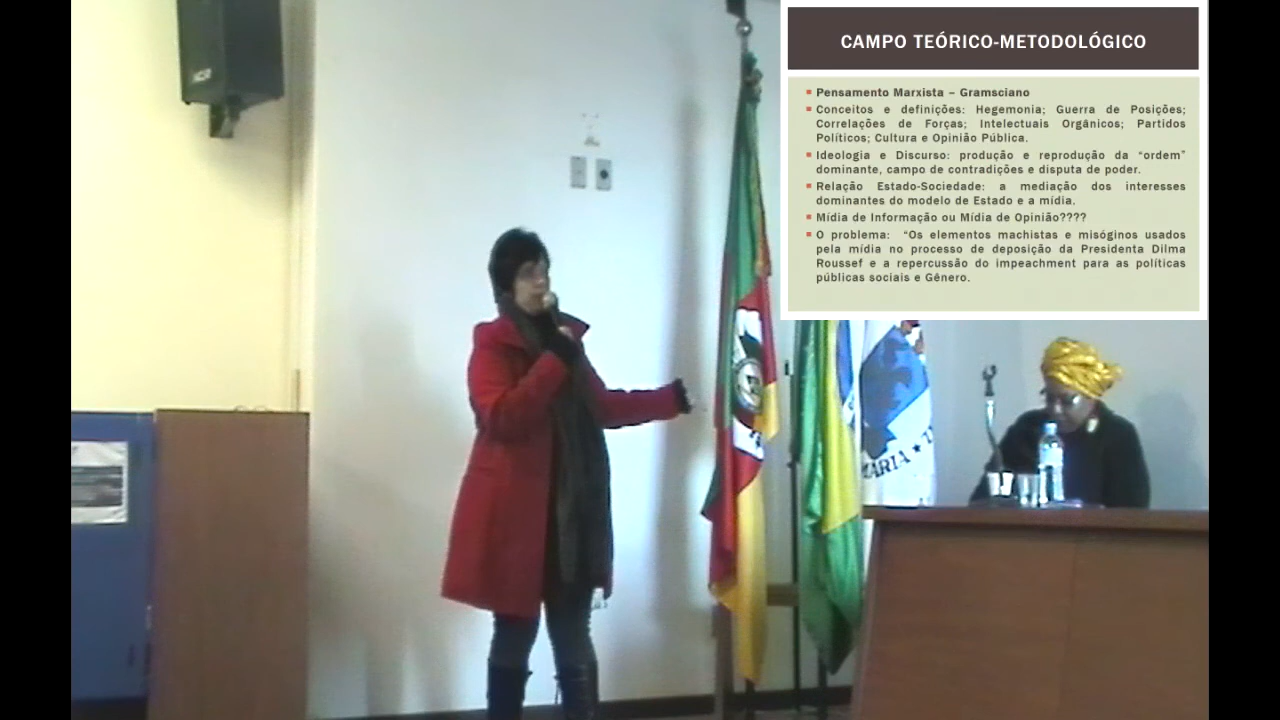 CAMPO TEÓRICO-METODOLÓGICO
Pensamento Marxista – Gramsciano
Conceitos e definições: Hegemonia; Guerra de Posições;
Correlações de Forças; Intelectuais Orgânicos; Partidos
Políticos; Cultura e Opinião Pública.
Ideologia e Discurso: produção e reprodução da “ordem”
dominante, campo de contradições e disputa de poder.
Relação Estado-Sociedade: a mediação dos interesses
dominantes do modelo de Estado e a mídia.
Mídia de Informação ou Mídia de Opinião????
O problema: “Os elementos machistas e misóginos usados
pela mídia no processo de deposição da Presidenta Dilma
Roussef e a repercussão do impeachment para as políticas
públicas sociais e Gênero.
ARIA